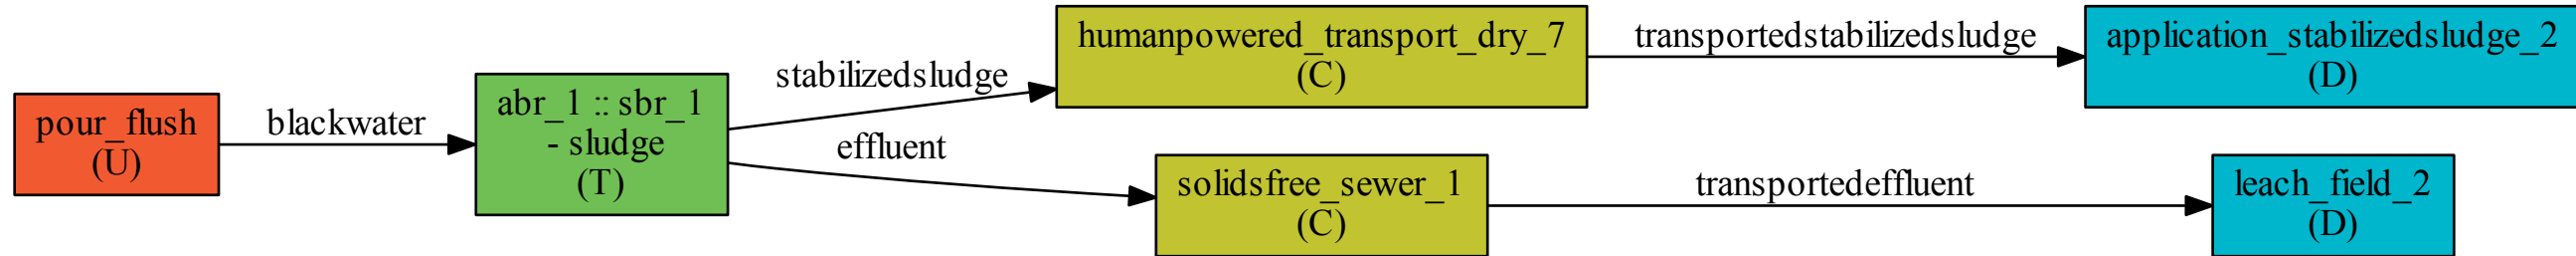 pour_flush
(U)
blackwater
abr_1 :: sbr_1
- sludge
(T)
stabilizedsludge
effluent
humanpowered_transport_dry_7
(C)
solidsfree_sewer_1
(C)
transportedstabilizedsludge
transportedeffluent
application_stabilizedsludge_2
(D)
leach_field_2
(D)